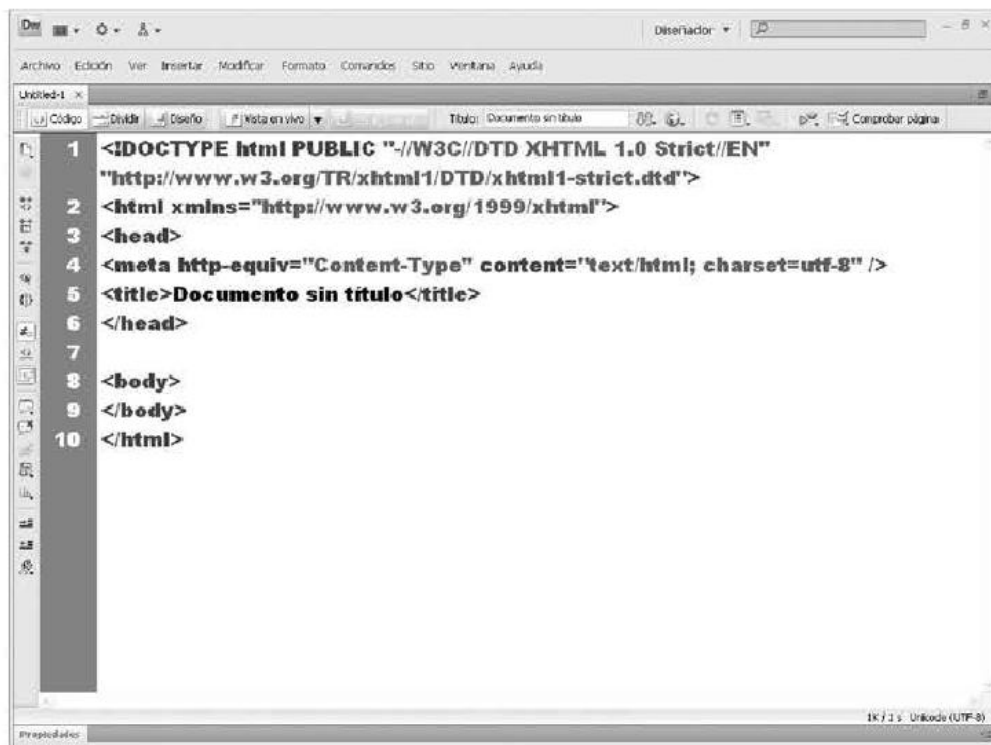 Dw Diseñador
Archivo Edición Ver Insertar Modificar Formato Comandos Sitio Ventana Ayuda
Untitled-1 ×
Código Dividir Diseño Vista en vivo Título: Documento sin título Comprobar página
1 <!DOCTYPE html PUBLIC "-//W3C//DTD XHTML 1.0 Strict//EN"
"http://www.w3.org/TR/xhtml1/DTD/xhtml1-strict.dtd">
2 <html xmlns="http://www.w3.org/1999/xhtml">
3 <head>
4 <meta http-equiv="Content-Type" content="text/html; charset=utf-8" />
5 <title>Documento sin título</title>
6 </head>
7
8 <body>
9 </body>
10 </html>
1K / 1 s Unicode (UTF-8)
Propiedades